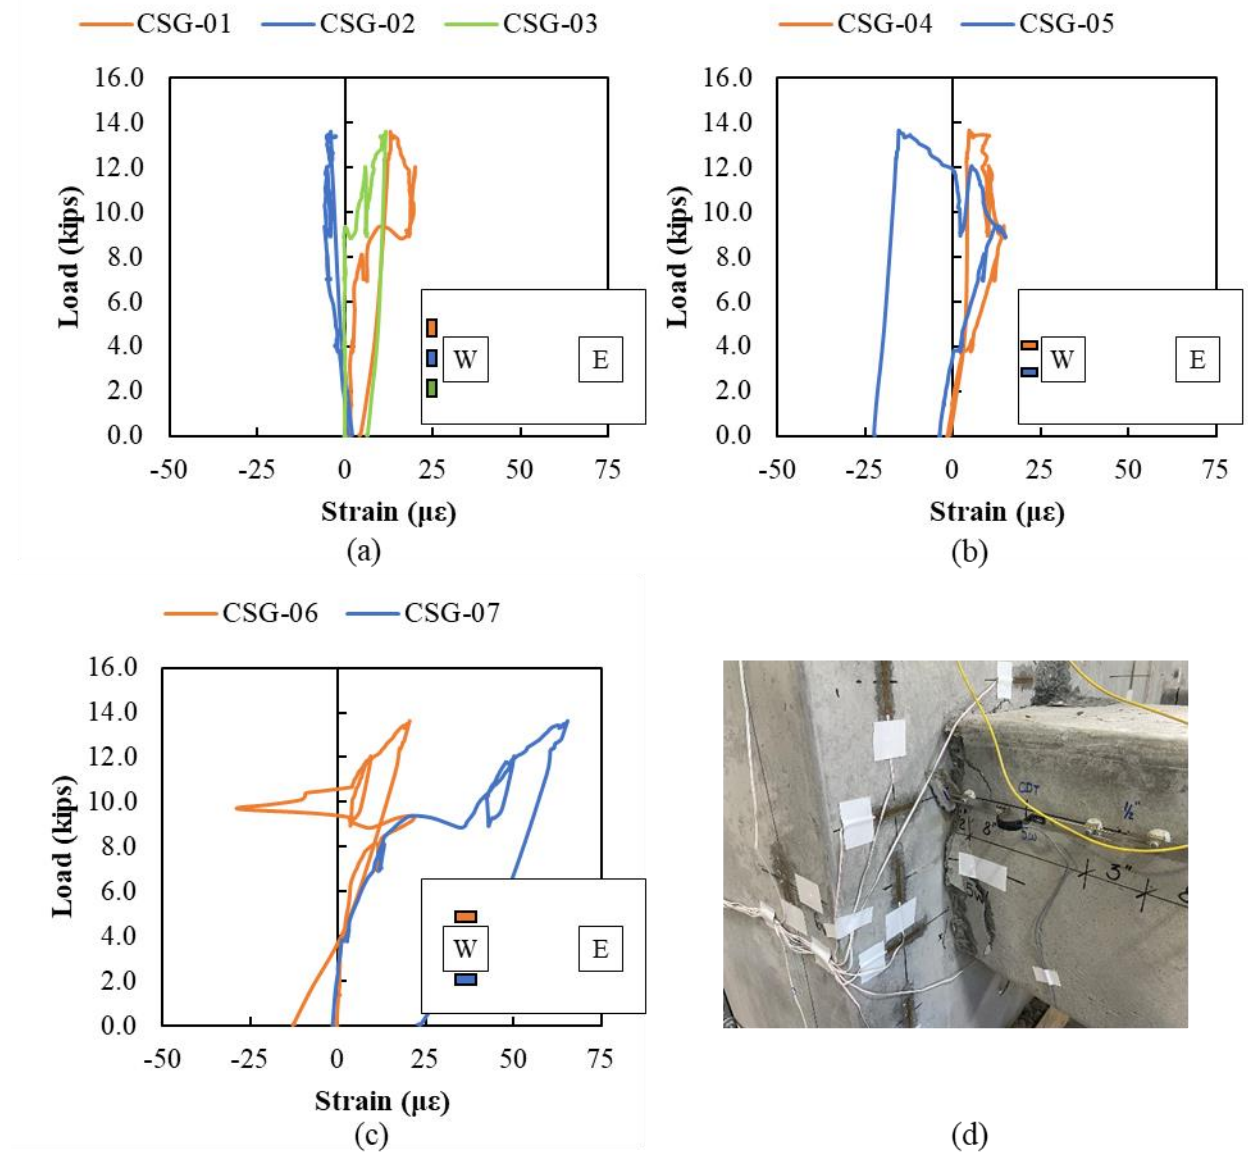 CSG-01 CSG-02 CSG-03
16.0
14.0
12.0
10.0
8.0
6.0
4.0
2.0
0.0
Load (kips)
W E
-50 -25 0 25 50 75
Strain (µε)
(a)
CSG-04 CSG-05
16.0
14.0
12.0
10.0
8.0
6.0
4.0
2.0
0.0
Load (kips)
W E
-50 -25 0 25 50 75
Strain (µε)
(b)
CSG-06 CSG-07
16.0
14.0
12.0
10.0
8.0
6.0
4.0
2.0
0.0
Load (kips)
W E
-50 -25 0 25 50 75
Strain (µε)
(c)
½"
8"
3"
(d)